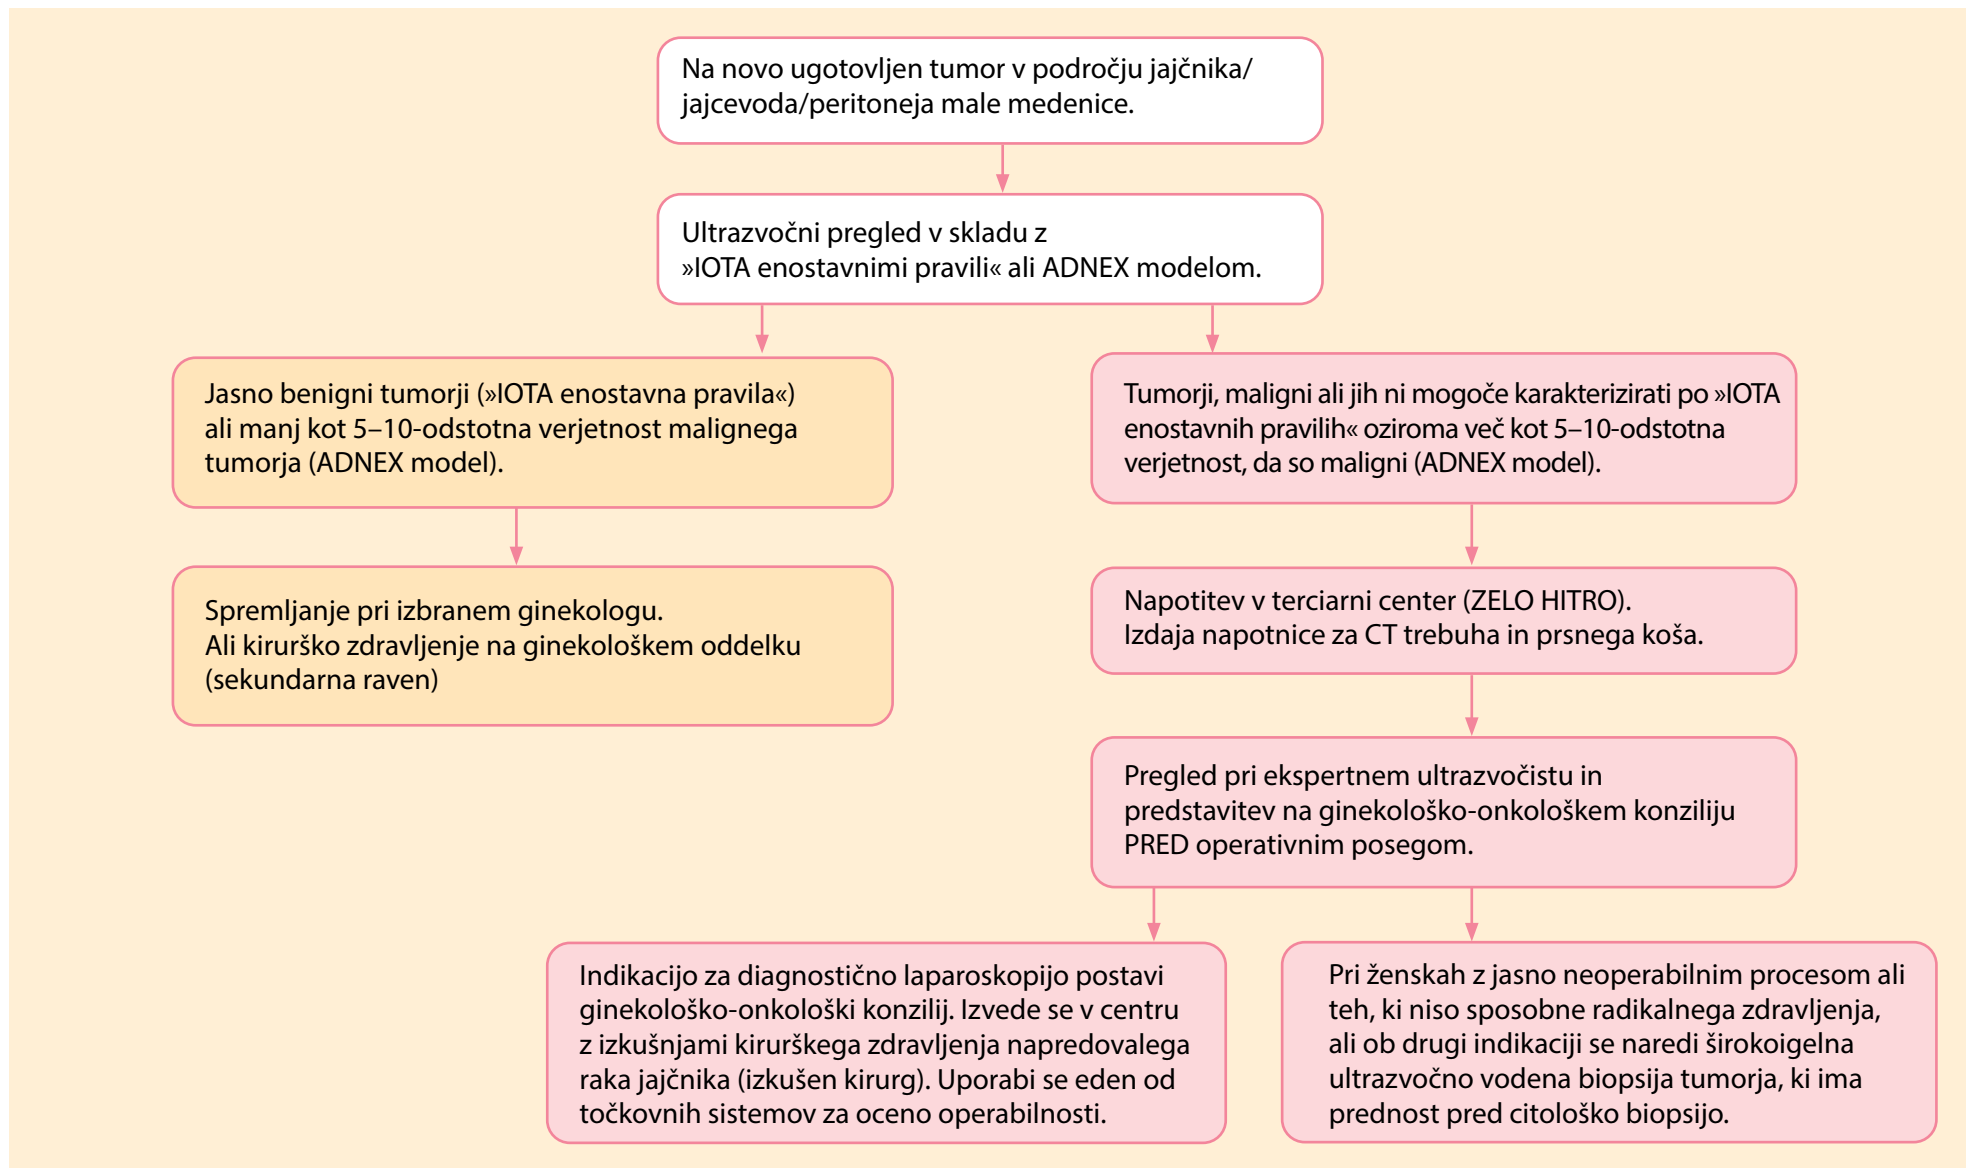 Na novo ugotovljen tumor v področju jajčnika/
jajcevoda/peritoneja male medenice.
Ultrazvočni pregled v skladu z
»IOTA enostavnimi pravili« ali ADNEX modelom.
Jasno benigni tumorji (»IOTA enostavna pravila«)
ali manj kot 5–10-odstotna verjetnost malignega
tumorja (ADNEX model).
Tumorji, maligni ali jih ni mogoče karakterizirati po »IOTA
enostavnih pravilih« oziroma več kot 5–10-odstotna
verjetnost, da so maligni (ADNEX model).
Spremljanje pri izbranem ginekologu.
Ali kirurško zdravljenje na ginekološkem oddelku
(sekundarna raven)
Napotitev v terciarni center (ZELO HITRO).
Izdaja napotnice za CT trebuha in prsnega koša.
Pregled pri ekspertnem ultrazvočistu in
predstavitev na ginekološko-onkološkem konziliju
PRED operativnim posegom.
Indikacijo za diagnostično laparoskopijo postavi
ginekološko-onkološki konzilij. Izvede se v centru
z izkušnjami kirurškega zdravljenja napredovalega
raka jajčnika (izkušen kirurg). Uporabi se eden od
točkovnih sistemov za oceno operabilnosti.
Pri ženskah z jasno neoperabilnim procesom ali
teh, ki niso sposobne radikalnega zdravljenja,
ali ob drugi indikaciji se naredi širokoigelna
ultrazvočno vodena biopsija tumorja, ki ima
prednost pred citološko biopsijo.